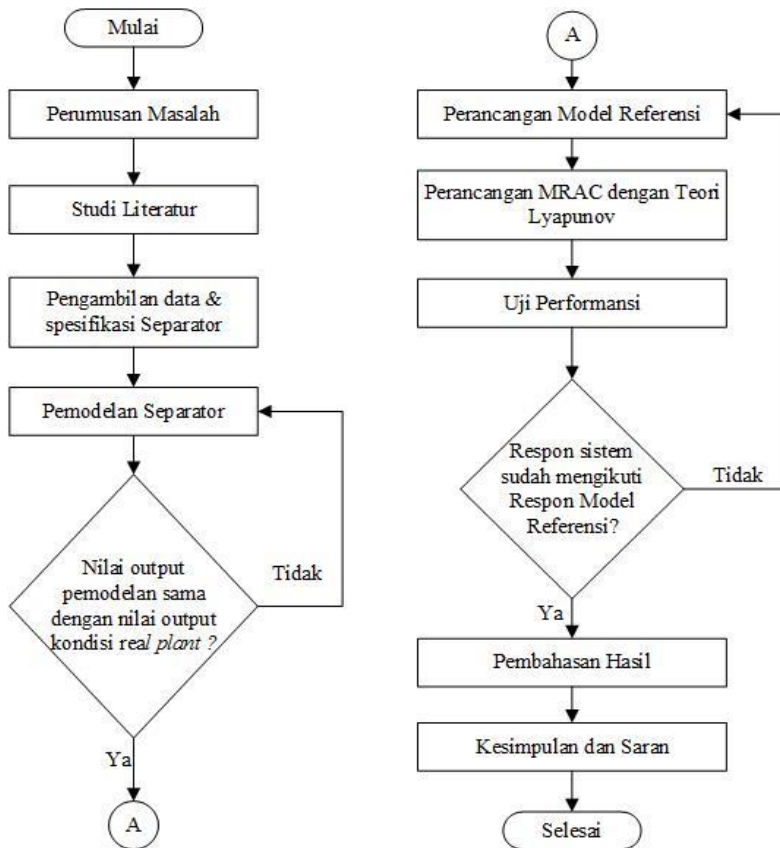 Mulai
Perumusan Masalah
Studi Literatur
Pengambilan data &
spesifikasi Separator
Pemodelan Separator
Nilai output
pemodelan sama
dengan nilai output
kondisi real plant ?
Tidak
Ya
A
A
Perancangan Model Referensi
Perancangan MRAC dengan Teori
Lyapunov
Uji Performansi
Respon sistem
sudah mengikuti
Respon Model
Referensi?
Tidak
Ya
Pembahasan Hasil
Kesimpulan dan Saran
Selesai